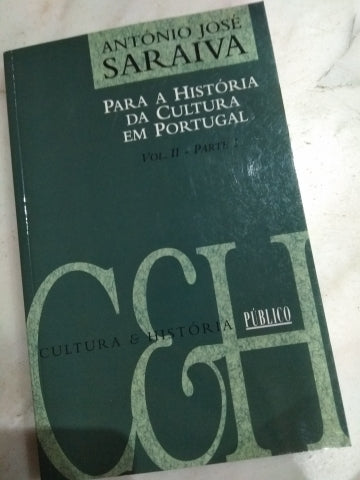 ANTÓNIO JOSÉ
SARAIVA
PARA A HISTÓRIA
DA CULTURA
EM PORTUGAL
VOL. II - PARTE 1
C&H
CULTURA & HISTÓRIA
PÚBLICO